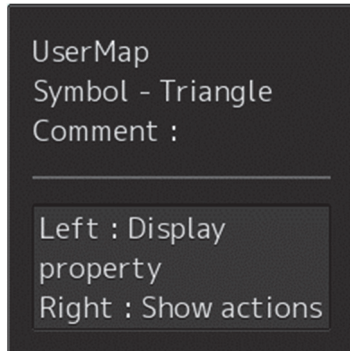 UserMap
Symbol - Triangle
Comment :
Left : Display
property
Right : Show actions